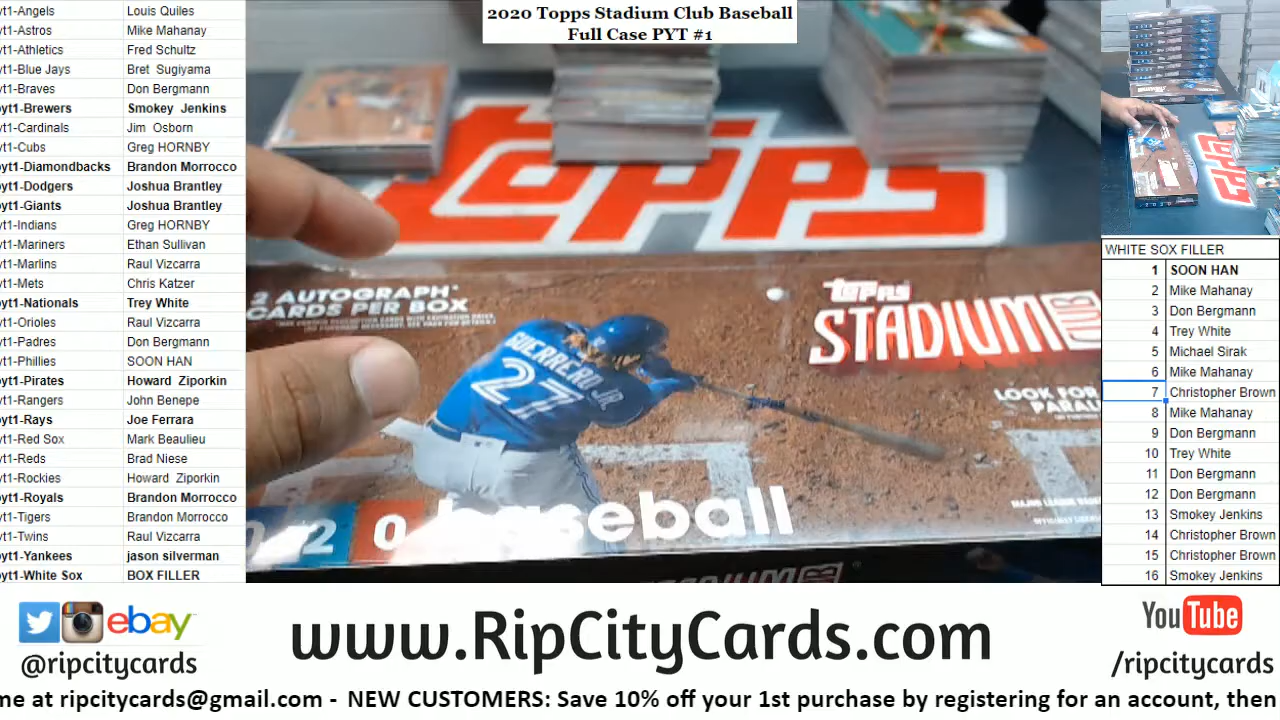 2020 Topps Stadium Club Baseball
Full Case PYT #1
yt1-Angels Louis Quiles
yt1-Astros Mike Mahanay
yt1-Athletics Fred Schultz
yt1-Blue Jays Bret Sugiyama
yt1-Braves Don Bergmann
yt1-Brewers Smokey Jenkins
yt1-Cardinals Jim Osborn
yt1-Cubs Greg HORNBY
yt1-Diamondbacks Brandon Morrocco
yt1-Dodgers Joshua Brantley
yt1-Giants Joshua Brantley
yt1-Indians Greg HORNBY
yt1-Mariners Ethan Sullivan
yt1-Marlins Raul Vizcarra
yt1-Mets Chris Katzer
yt1-Nationals Trey White
yt1-Orioles Raul Vizcarra
yt1-Padres Don Bergmann
yt1-Phillies SOON HAN
yt1-Pirates Howard Ziporkin
yt1-Rangers John Benepe
yt1-Rays Joe Ferrara
yt1-Red Sox Mark Beaulieu
yt1-Reds Brad Niese
yt1-Rockies Howard Ziporkin
yt1-Royals Brandon Morrocco
yt1-Tigers Brandon Morrocco
yt1-Twins Raul Vizcarra
yt1-Yankees jason silverman
yt1-White Sox BOX FILLER
Topps
2 AUTOGRAPH
CARDS PER BOX
GUERRERO JR.
27
Topps
STADIUM CLUB
LOOK FOR
PARAL
2 0 baseball
STADIUM
WHITE SOX FILLER
1 SOON HAN
2 Mike Mahanay
3 Don Bergmann
4 Trey White
5 Michael Sirak
6 Mike Mahanay
7 Christopher Brown
8 Mike Mahanay
9 Don Bergmann
10 Trey White
11 Don Bergmann
12 Don Bergmann
13 Smokey Jenkins
14 Christopher Brown
15 Christopher Brown
16 Smokey Jenkins
ebay
@ripcitycards
www.RipCityCards.com
YouTube
/ripcitycards
me at ripcitycards@gmail.com - NEW CUSTOMERS: Save 10% off your 1st purchase by registering for an account, then